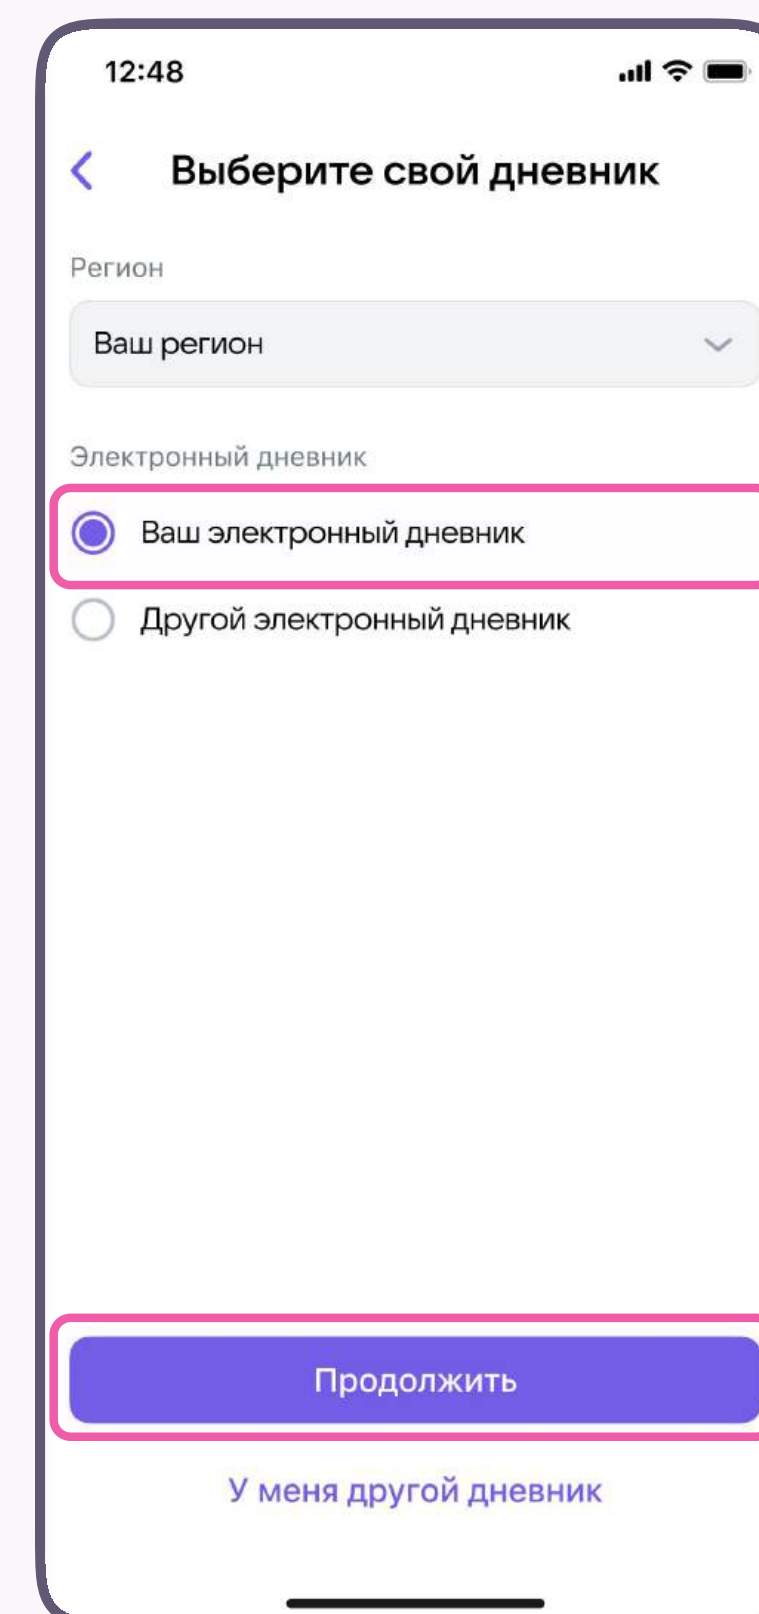 12:48
Выберите свой дневник
Регион
Ваш регион
Электронный дневник
Ваш электронный дневник
Другой электронный дневник
Продолжить
У меня другой дневник